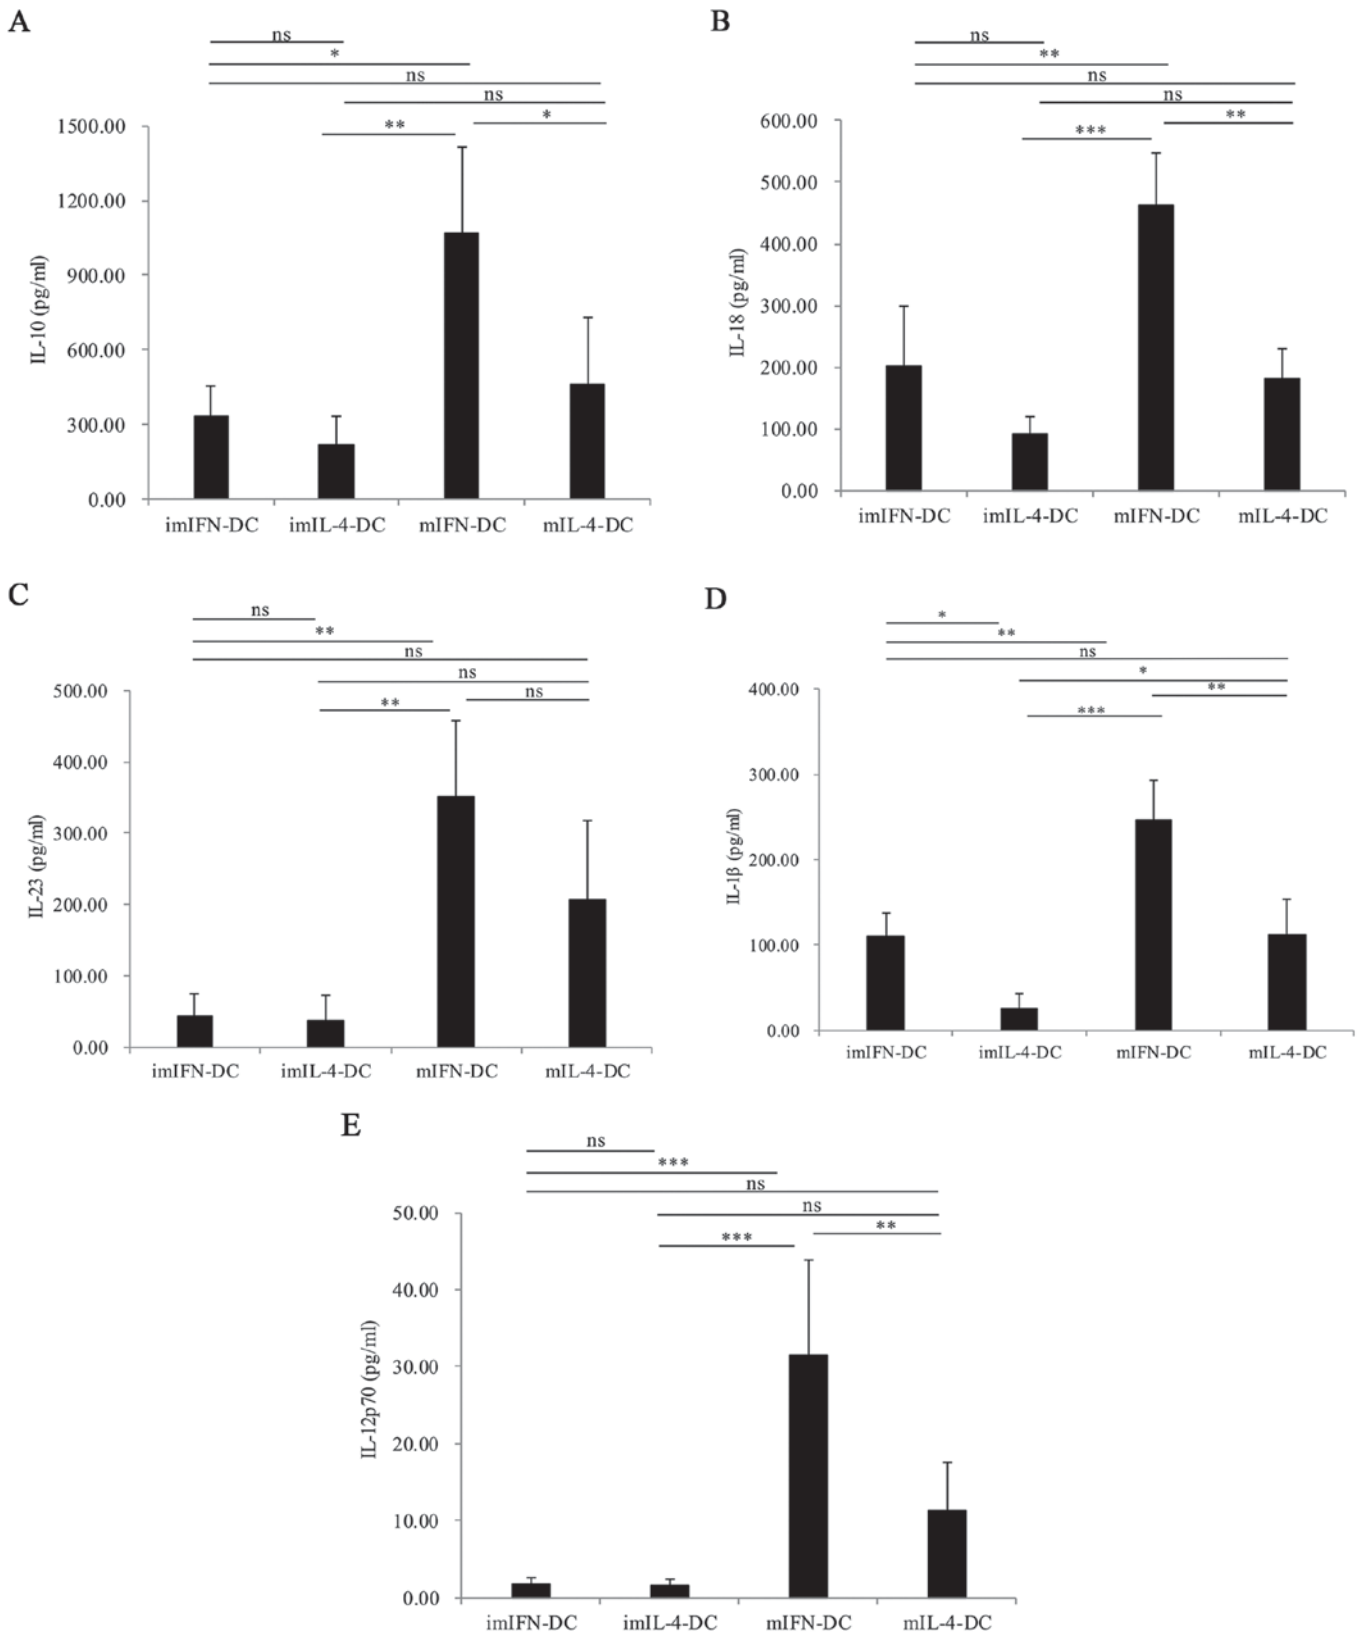 A
ns
*
ns
ns
*
**
1500.00
1200.00
900.00
600.00
300.00
0.00
IL-10 (pg/ml)
imIFN-DC imIL-4-DC mIFN-DC mIL-4-DC
B
ns
**
ns
ns
**
***
600.00
500.00
400.00
300.00
200.00
100.00
0.00
IL-18 (pg/ml)
imIFN-DC imIL-4-DC mIFN-DC mIL-4-DC
C
ns
**
ns
ns
ns
**
500.00
400.00
300.00
200.00
100.00
0.00
IL-23 (pg/ml)
imIFN-DC imIL-4-DC mIFN-DC mIL-4-DC
D
*
**
ns
*
**
***
400.00
300.00
200.00
100.00
0.00
IL-1β (pg/ml)
imIFN-DC imIL-4-DC mIFN-DC mIL-4-DC
E
ns
***
ns
ns
**
***
50.00
40.00
30.00
20.00
10.00
0.00
IL-12p70 (pg/ml)
imIFN-DC imIL-4-DC mIFN-DC mIL-4-DC